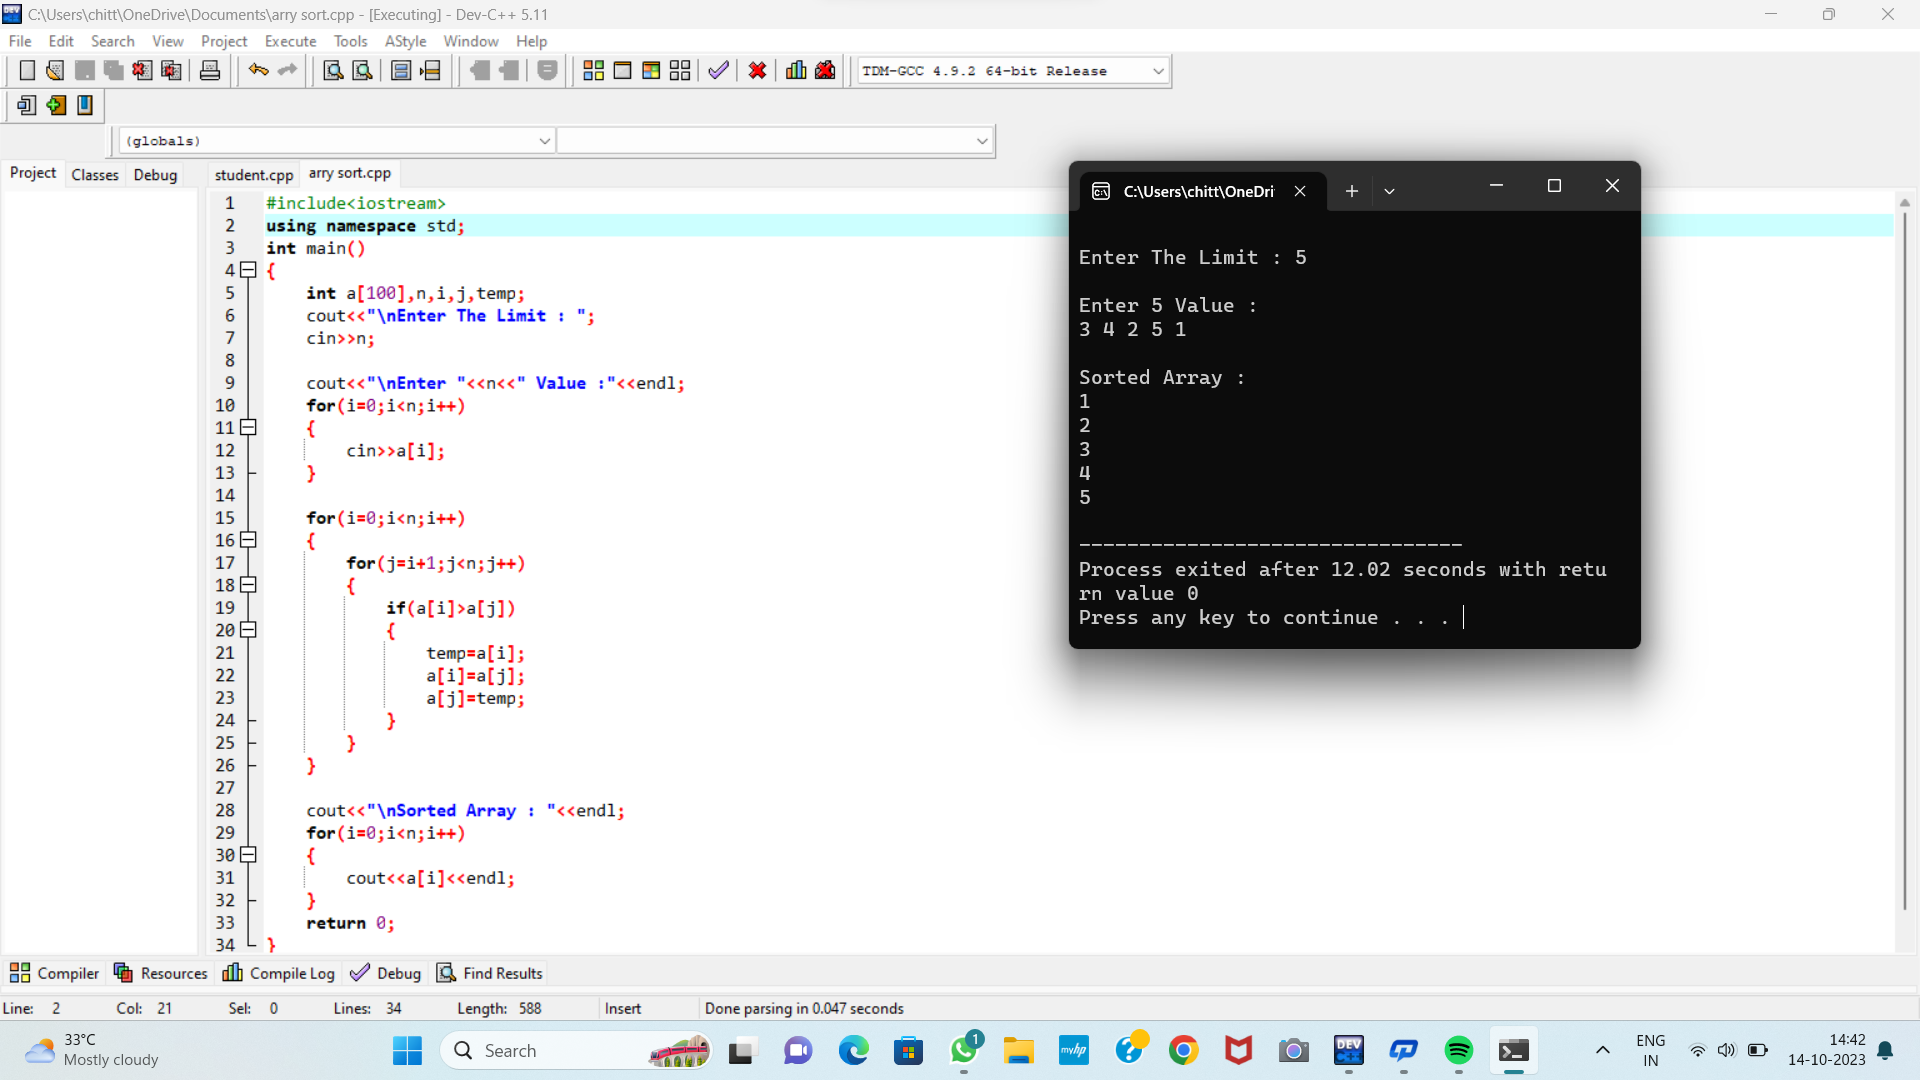 C:\Users\chitt\OneDrive\Documents\arry sort.cpp - [Executing] - Dev-C++ 5.11
File Edit Search View Project Execute Tools AStyle Window Help
TDM-GCC 4.9.2 64-bit Release
(globals)
Project Classes Debug student.cpp arry sort.cpp
1 #include<iostream>
2 using namespace std;
3 int main()
4 {
5 int a[100],n,i,j,temp;
6 cout<<"\nEnter The Limit : ";
7 cin>>n;
8
9 cout<<"\nEnter "<<n<<" Value :"<<endl;
10 for(i=0;i<n;i++)
11 {
12 cin>>a[i];
13 }
14
15 for(i=0;i<n;i++)
16 {
17 for(j=i+1;j<n;j++)
18 {
19 if(a[i]>a[j])
20 {
21 temp=a[i];
22 a[i]=a[j];
23 a[j]=temp;
24 }
25 }
26 }
27
28 cout<<"\nSorted Array : "<<endl;
29 for(i=0;i<n;i++)
30 {
31 cout<<a[i]<<endl;
32 }
33 return 0;
34 }
C:\Users\chitt\OneDri
Enter The Limit : 5
Enter 5 Value :
3 4 2 5 1
Sorted Array :
1
2
3
4
5
--------------------------------
Process exited after 12.02 seconds with retu
rn value 0
Press any key to continue . . .
Compiler Resources Compile Log Debug Find Results
Line: 2 Col: 21 Sel: 0 Lines: 34 Length: 588 Insert Done parsing in 0.047 seconds
33°C
Mostly cloudy
Search
1
myhp
DEV
C++
ENG
IN
14:42
14-10-2023